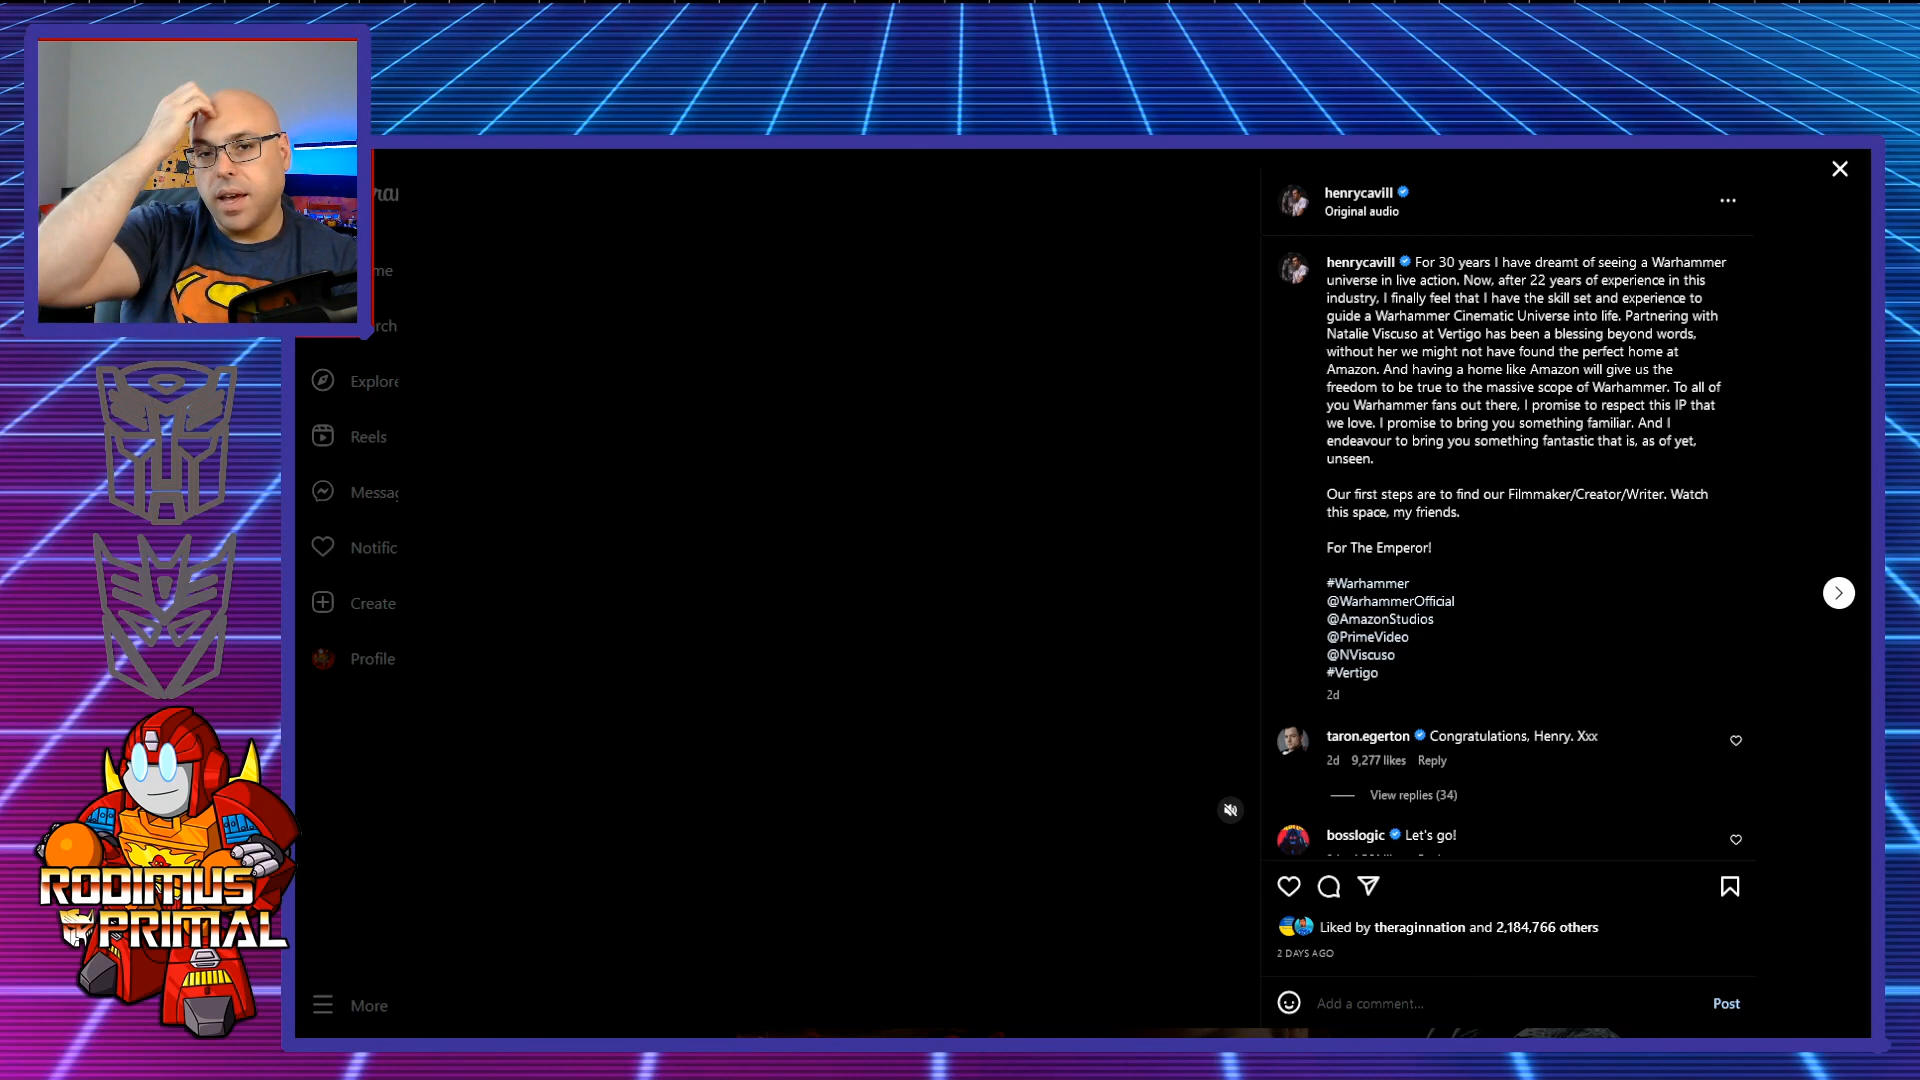 ram
me
rch
Explore
Reels
Messag
Notific
Create
Profile
More
RODIMUS
PRIMAL
henrycavill
Original audio
henrycavill For 30 years I have dreamt of seeing a Warhammer
universe in live action. Now, after 22 years of experience in this
industry, I finally feel that I have the skill set and experience to
guide a Warhammer Cinematic Universe into life. Partnering with
Natalie Viscuso at Vertigo has been a blessing beyond words,
without her we might not have found the perfect home at
Amazon. And having a home like Amazon will give us the
freedom to be true to the massive scope of Warhammer. To all of
you Warhammer fans out there, I promise to respect this IP that
we love. I promise to bring you something familiar. And I
endeavour to bring you something fantastic that is, as of yet,
unseen.
Our first steps are to find our Filmmaker/Creator/Writer. Watch
this space, my friends.
For The Emperor!
#Warhammer
@WarhammerOfficial
@AmazonStudios
@PrimeVideo
@NViscuso
#Vertigo
2d
taron.egerton Congratulations, Henry. Xxx
2d 9,277 likes Reply
View replies (34)
bosslogic Let's go!
Liked by theraginnation and 2,184,766 others
2 DAYS AGO
Add a comment...
Post